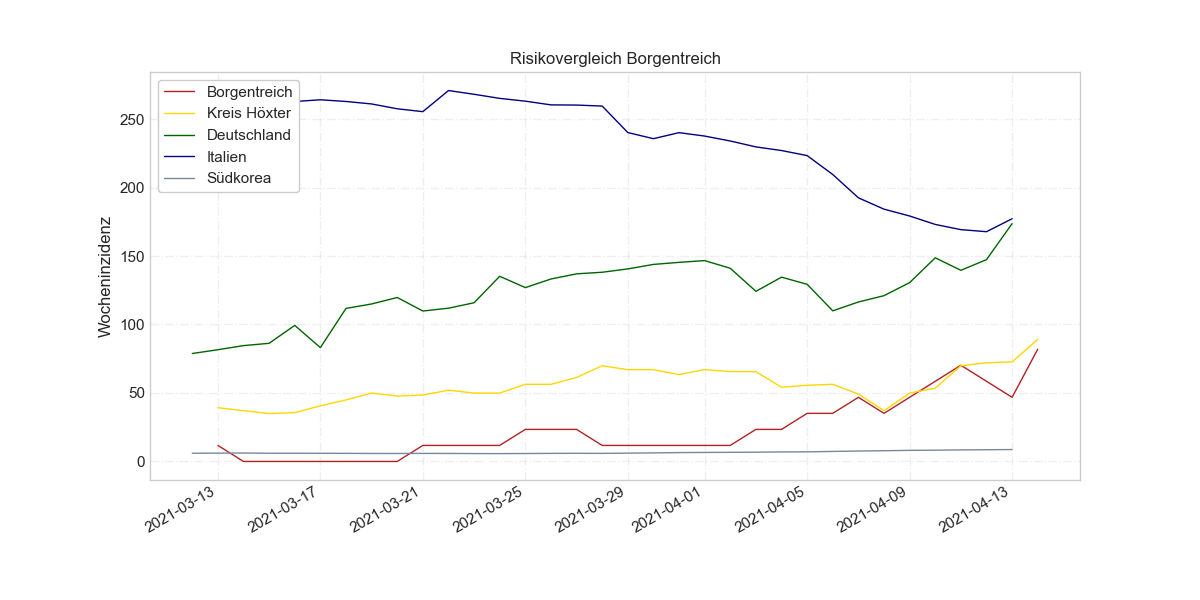 Risikovergleich Borgentreich
Borgentreich
Kreis Höxter
Deutschland
Italien
Südkorea
Wocheninzidenz
250
200
150
100
50
0
2021-03-13
2021-03-17
2021-03-21
2021-03-25
2021-03-29
2021-04-01
2021-04-05
2021-04-09
2021-04-13